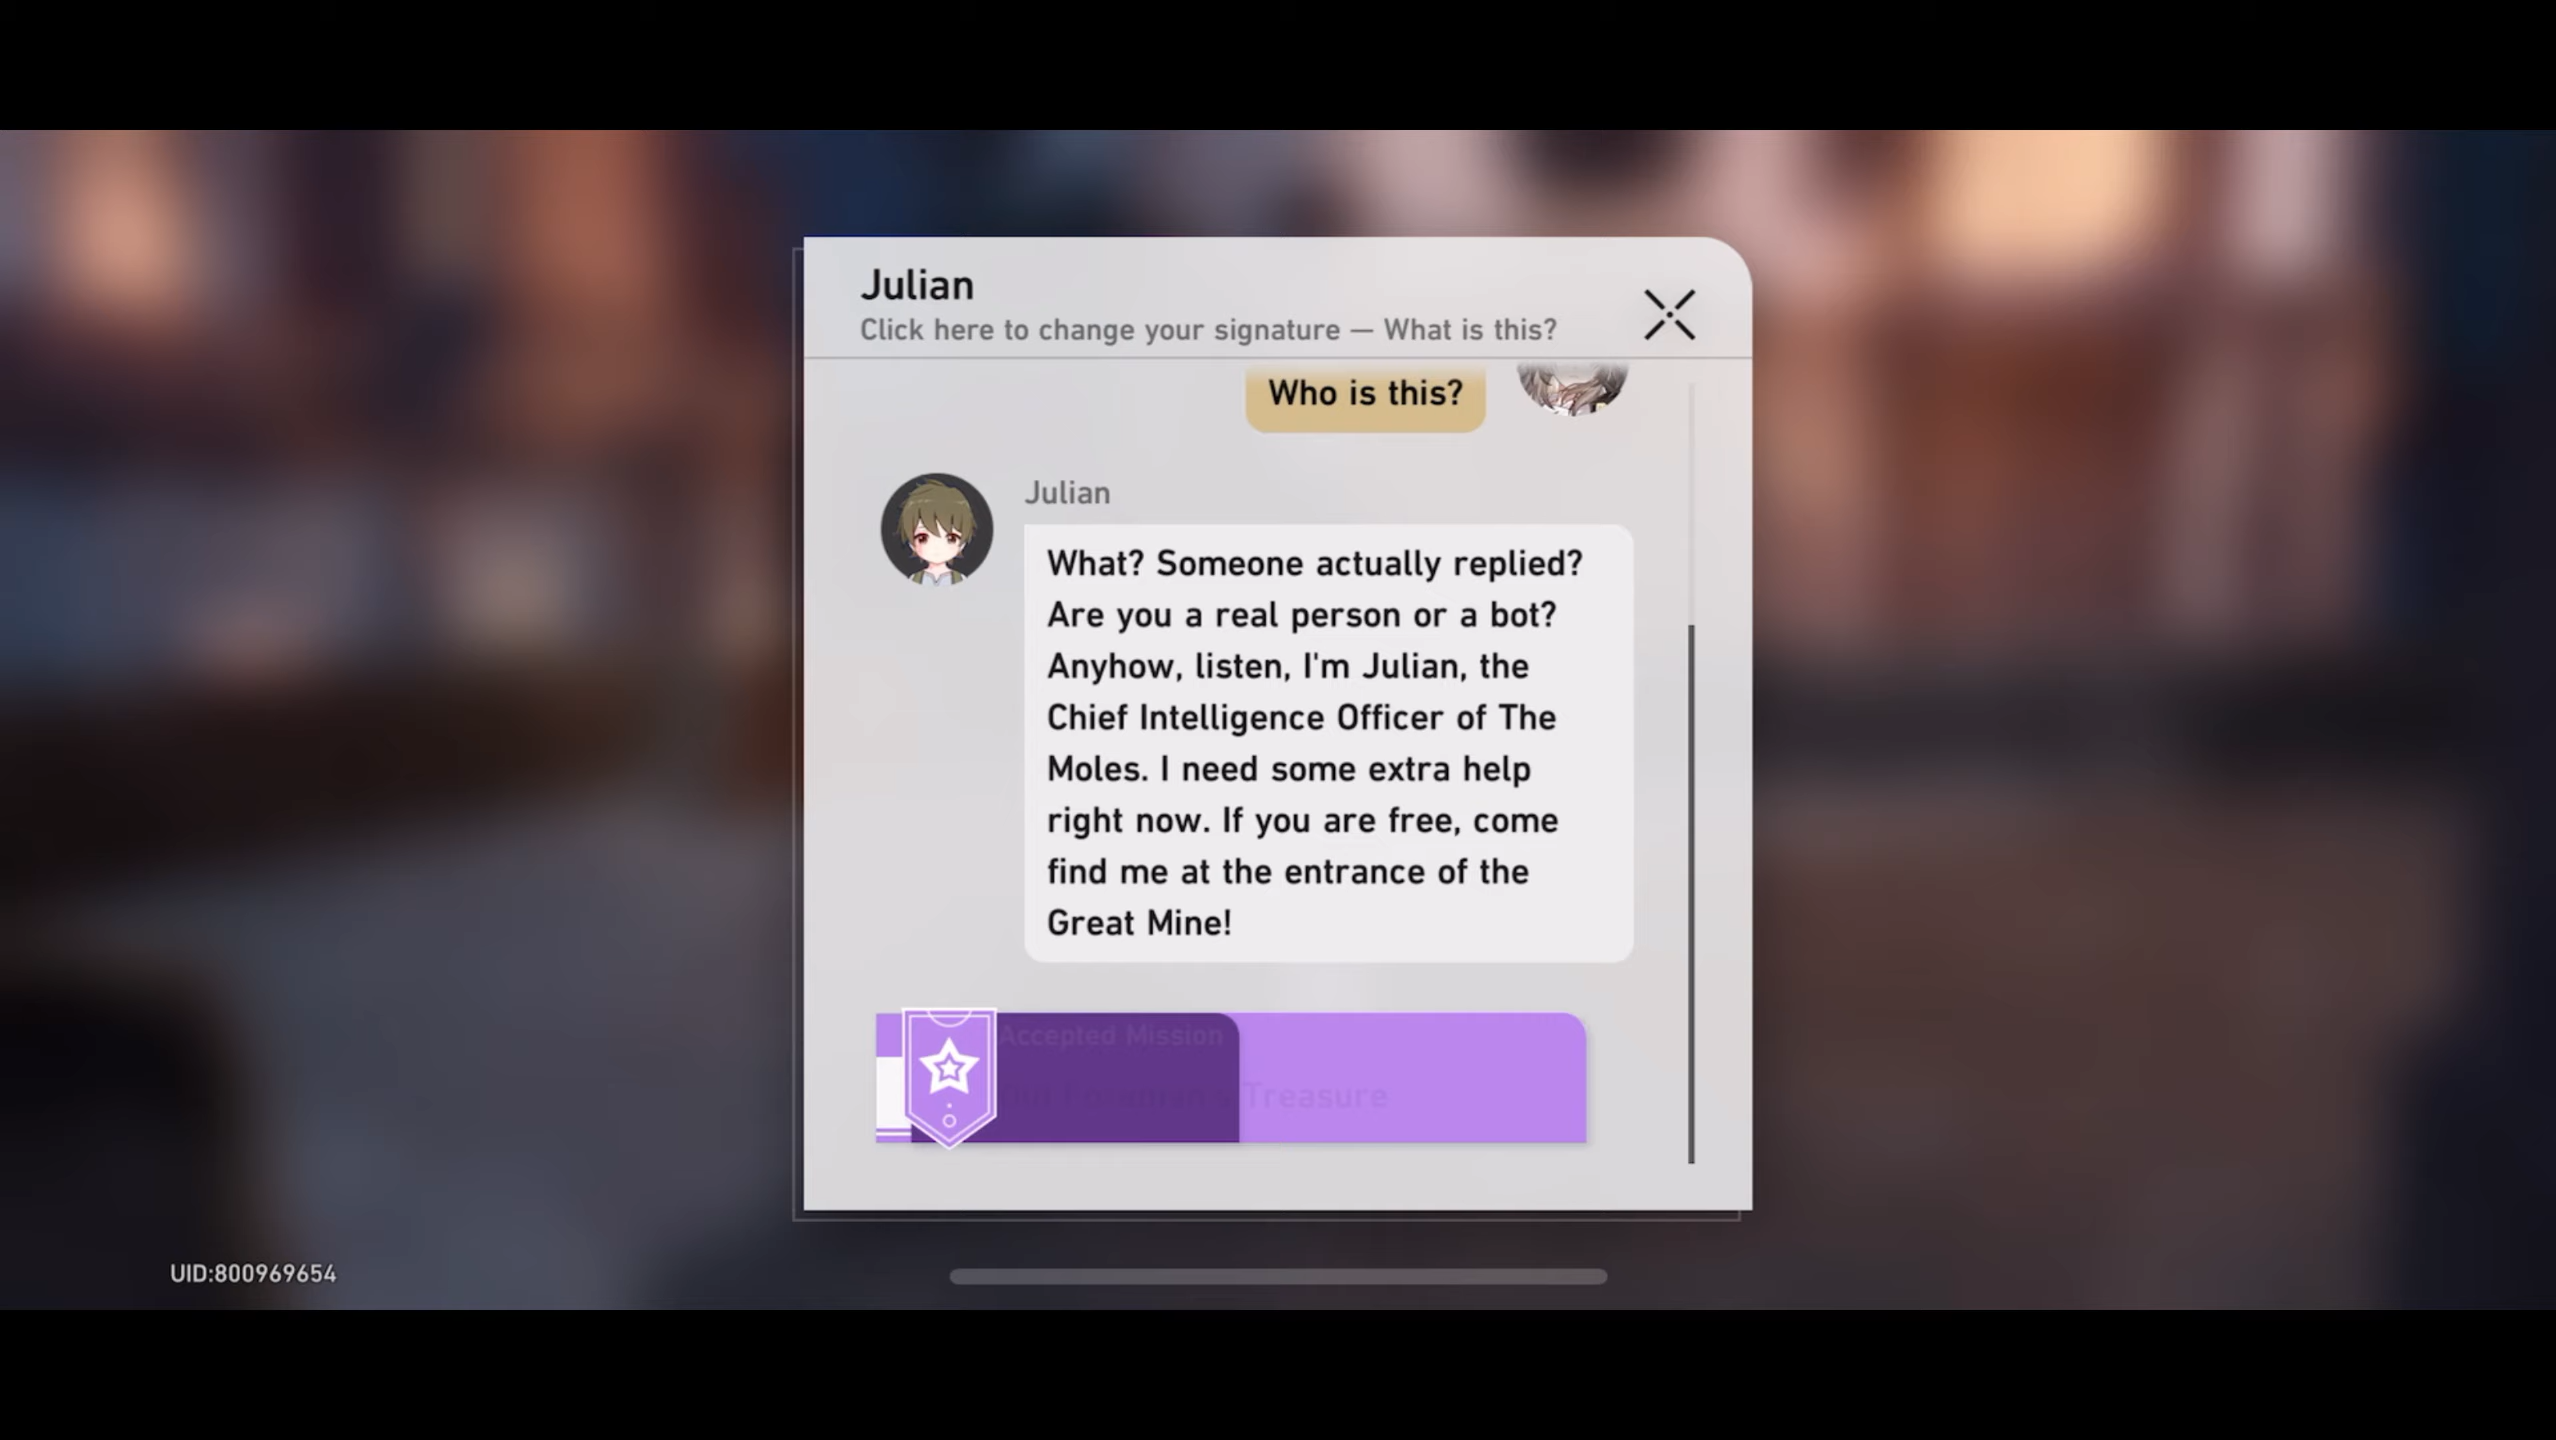 Julian
Click here to change your signature — What is this?
Who is this?
Julian
What? Someone actually replied?
Are you a real person or a bot?
Anyhow, listen, I'm Julian, the
Chief Intelligence Officer of The
Moles. I need some extra help
right now. If you are free, come
find me at the entrance of the
Great Mine!
Accepted Mission
Treasure
UID:800969654